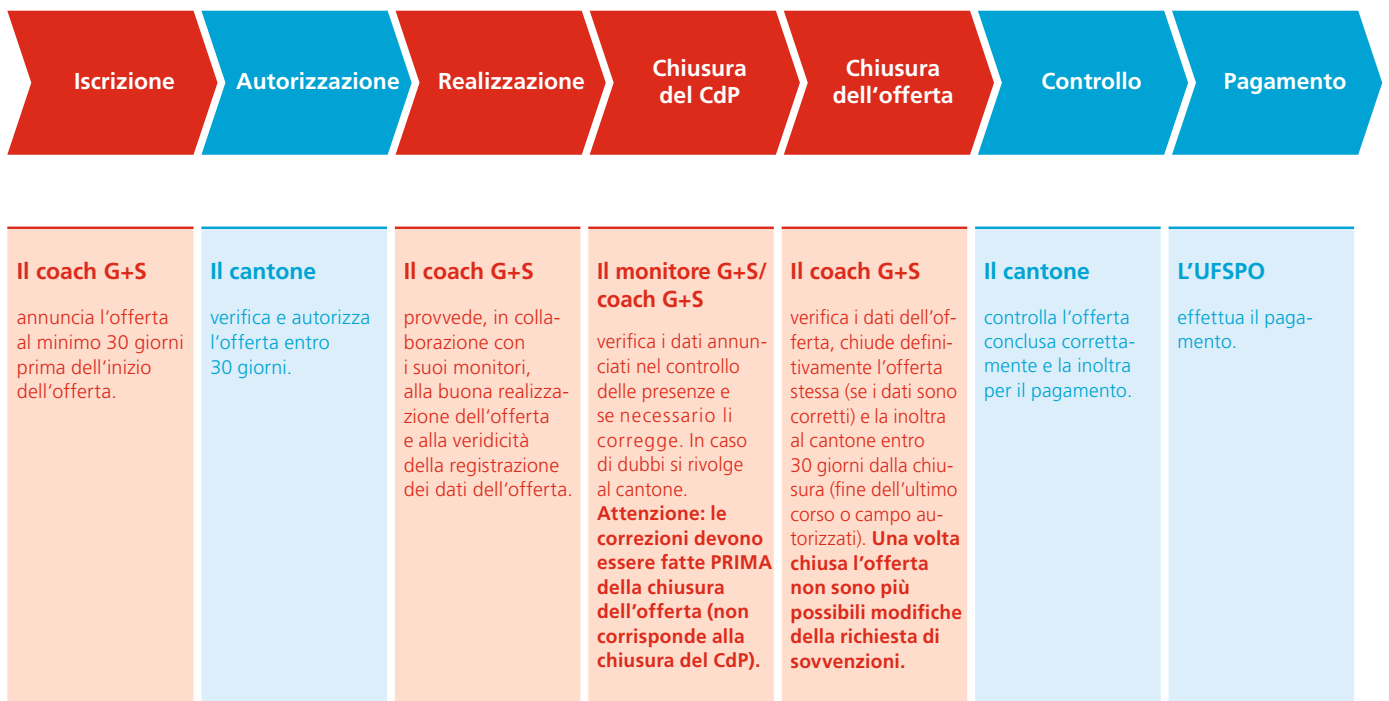 Iscrizione
Autorizzazione
Realizzazione
Chiusura
del CdP
Chiusura
dell‘offerta
Controllo
Pagamento
Il coach G+S
annuncia l’offerta
al minimo 30 giorni
prima dell’inizio
dell’offerta.
Il cantone
verifica e autorizza
l’offerta entro
30 giorni.
Il coach G+S
provvede, in colla-
borazione con
i suoi monitori,
alla buona realizza-
zione dell’offerta
e alla veridicità
della registrazione
dei dati dell’offerta.
Il monitore G+S/
coach G+S
verifica i dati annun-
ciati nel controllo
delle presenze e
se necessario li
corregge. In caso
di dubbi si rivolge
al cantone.
Attenzione: le
correzioni devono
essere fatte PRIMA
della chiusura
dell’offerta (non
corrisponde alla
chiusura del CdP).
Il coach G+S
verifica i dati dell’of-
ferta, chiude defini-
tivamente l’offerta
stessa (se i dati sono
corretti) e la inoltra
al cantone entro
30 giorni dalla chiu-
sura (fine dell’ultimo
corso o campo au-
torizzati). Una volta
chiusa l’offerta
non sono più
possibili modifiche
della richiesta di
sovvenzioni.
Il cantone
controlla l’offerta
conclusa corretta-
mente e la inoltra
per il pagamento.
L’UFSPO
effettua il paga-
mento.